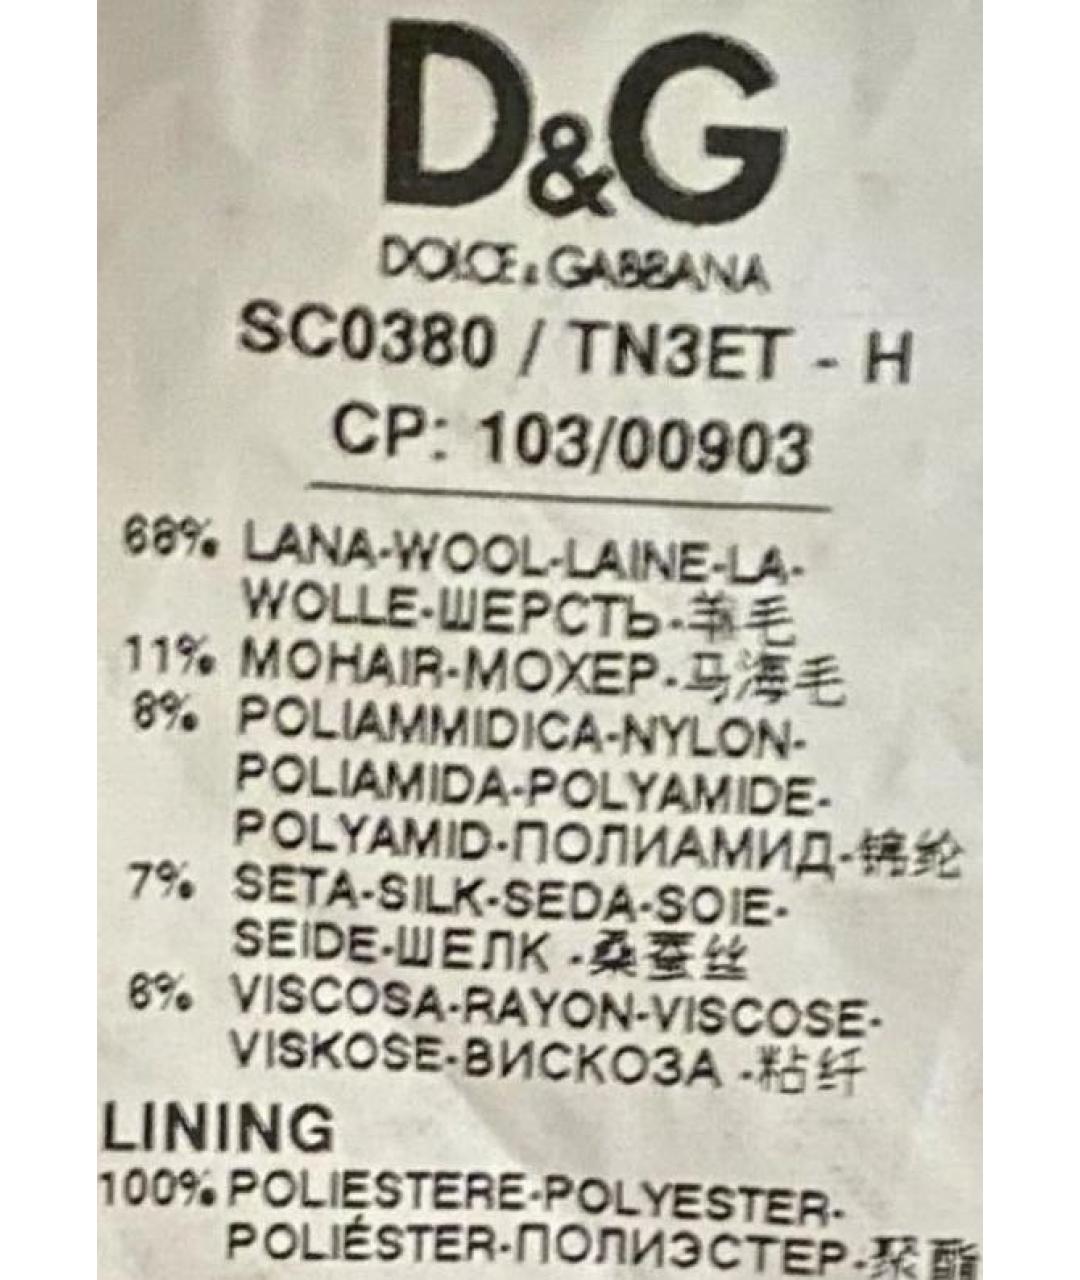 D&G
DOLCE & GABBANA
SC0380 / TN3ET - H
CP: 103/00903
68% LANA-WOOL-LAINE-LA-
WOLLE-ШЕРСТЬ-羊毛
11% MOHAIR-МОХЕР-马海毛
8% POLIAMMIDICA-NYLON-
POLIAMIDA-POLYAMIDE-
POLYAMID-ПОЛИАМИД-锦纶
7% SETA-SILK-SEDA-SOIE-
SEIDE-ШЕЛК -桑蚕丝
6% VISCOSA-RAYON-VISCOSE-
VISKOSE-ВИСКОЗА -粘纤
LINING
100% POLIESTERE-POLYESTER-
POLIÉSTER-ПОЛИЭСТЕР-聚酯